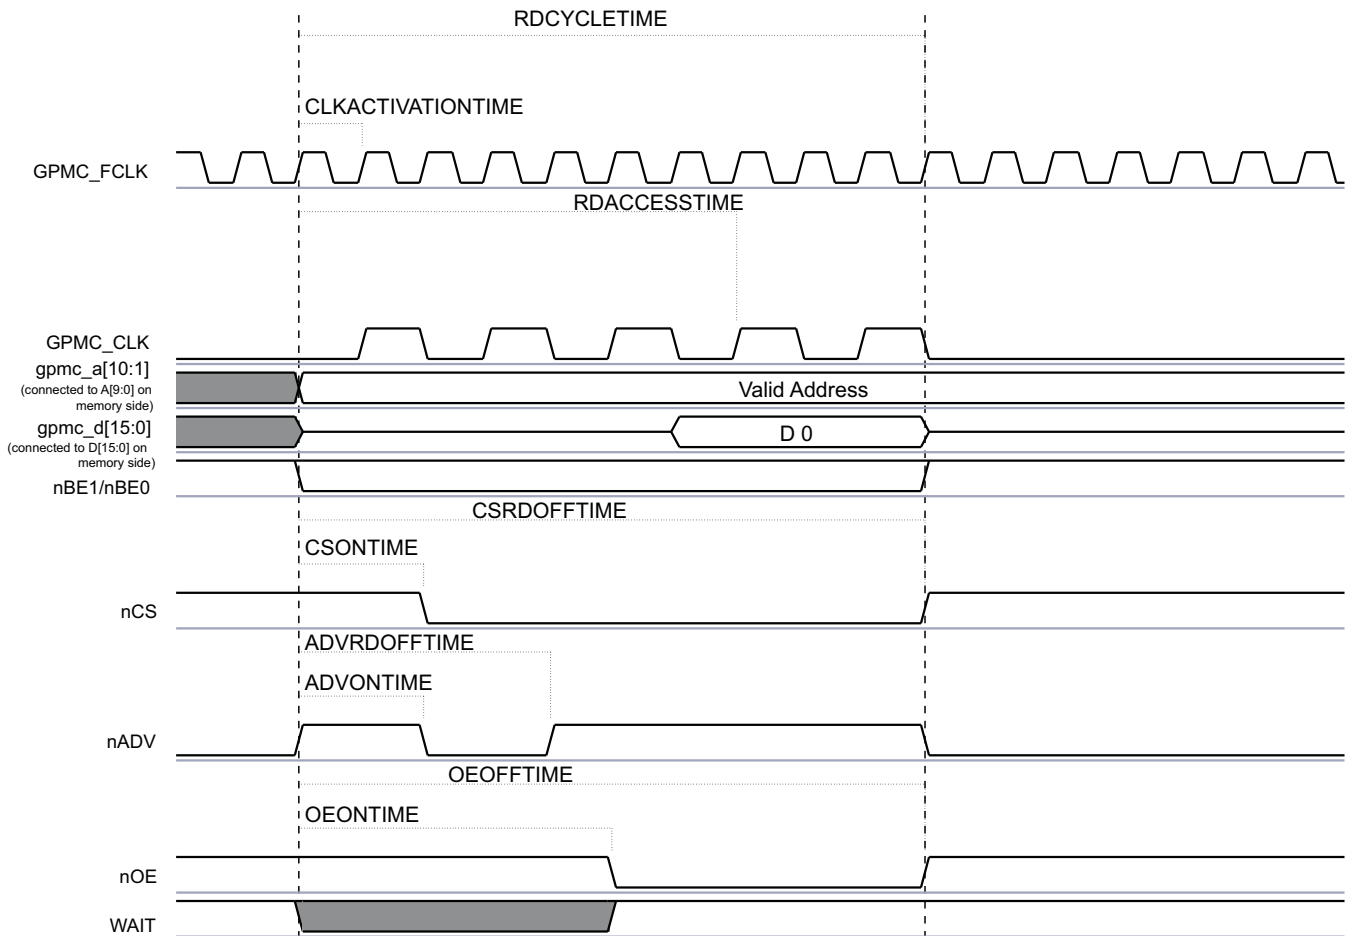 RDCYCLETIME
CLKACTIVATIONTIME
GPMC_FCLK
RDACCESSTIME
GPMC_CLK
gpmc_a[10:1]
(connected to A[9:0] on
memory side)
Valid Address
gpmc_d[15:0]
(connected to D[15:0] on
memory side)
D 0
nBE1/nBE0
CSRDOFFTIME
CSONTIME
nCS
ADVRDOFFTIME
ADVONTIME
nADV
OEOFFTIME
OEONTIME
nOE
WAIT